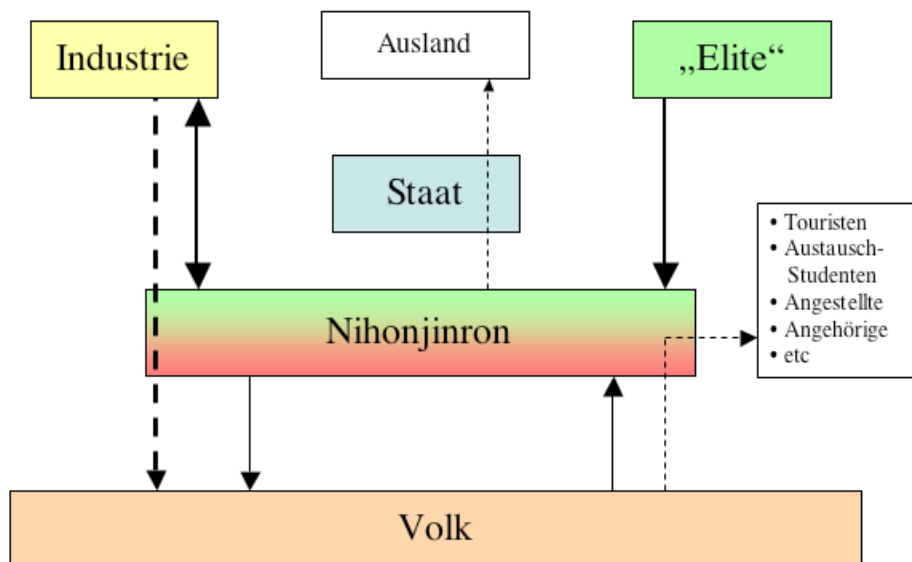 Industrie
Ausland
„Elite“
Staat
• Touristen
• Austausch-
Studenten
• Angestellte
• Angehörige
• etc
Nihonjinron
Volk